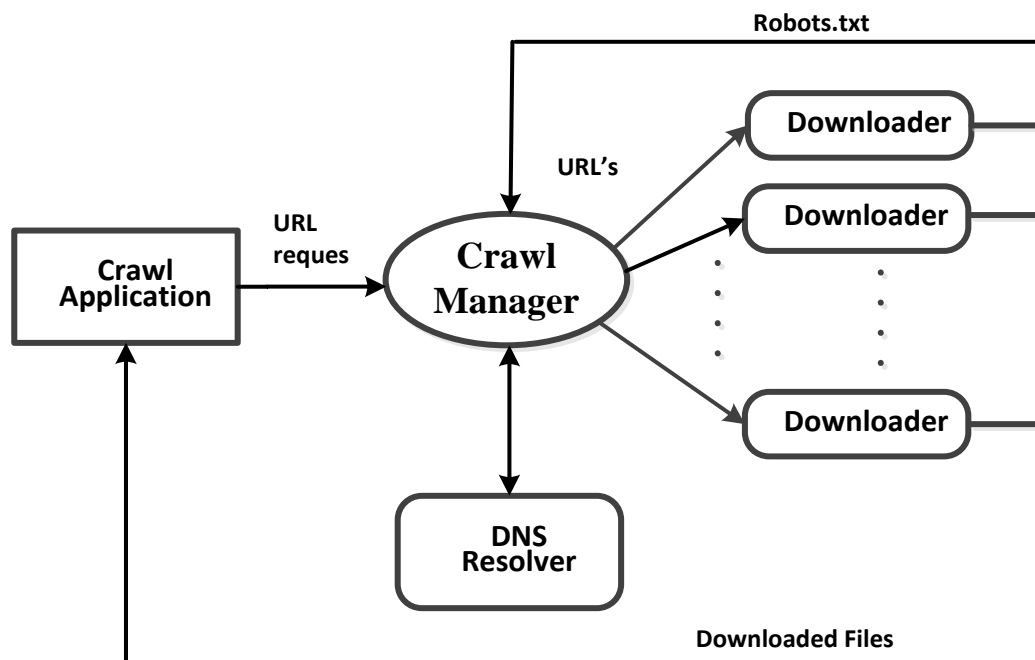 Robots.txt
Downloader
URL's
Downloader
URL
reques
Crawl
Manager
Crawl
Application
Downloader
DNS
Resolver
Downloaded Files